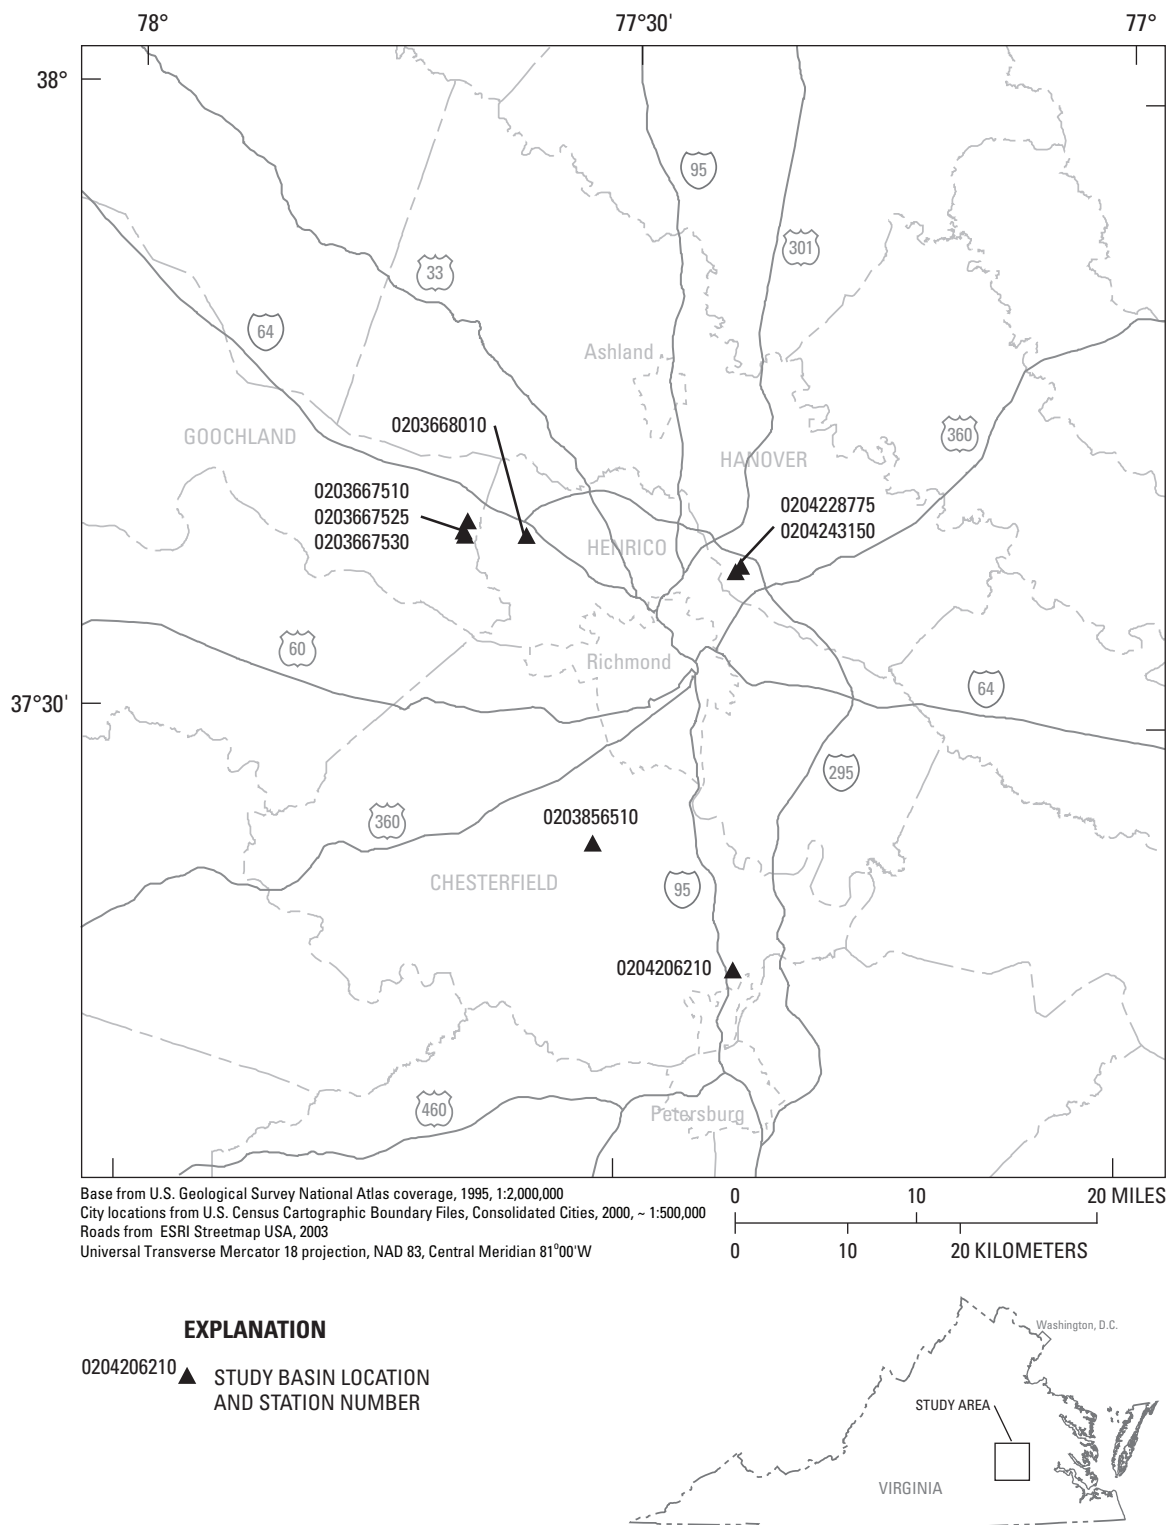 78°
77°30'
77°
38°
95
301
33
64
Ashland
0203668010
360
GOOCHLAND
HANOVER
0203667510
0203667525
0203667530
0204228775
0204243150
HENRICO
60
Richmond
64
37°30'
295
360
0203856510
CHESTERFIELD
95
0204206210
460
Petersburg
Base from U.S. Geological Survey National Atlas coverage, 1995, 1:2,000,000
City locations from U.S. Census Cartographic Boundary Files, Consolidated Cities, 2000, ~ 1:500,000
Roads from ESRI Streetmap USA, 2003
Universal Transverse Mercator 18 projection, NAD 83, Central Meridian 81°00'W
0 10 20 MILES
0 10 20 KILOMETERS
EXPLANATION
0204206210 STUDY BASIN LOCATION
AND STATION NUMBER
Washington, D.C.
STUDY AREA
VIRGINIA